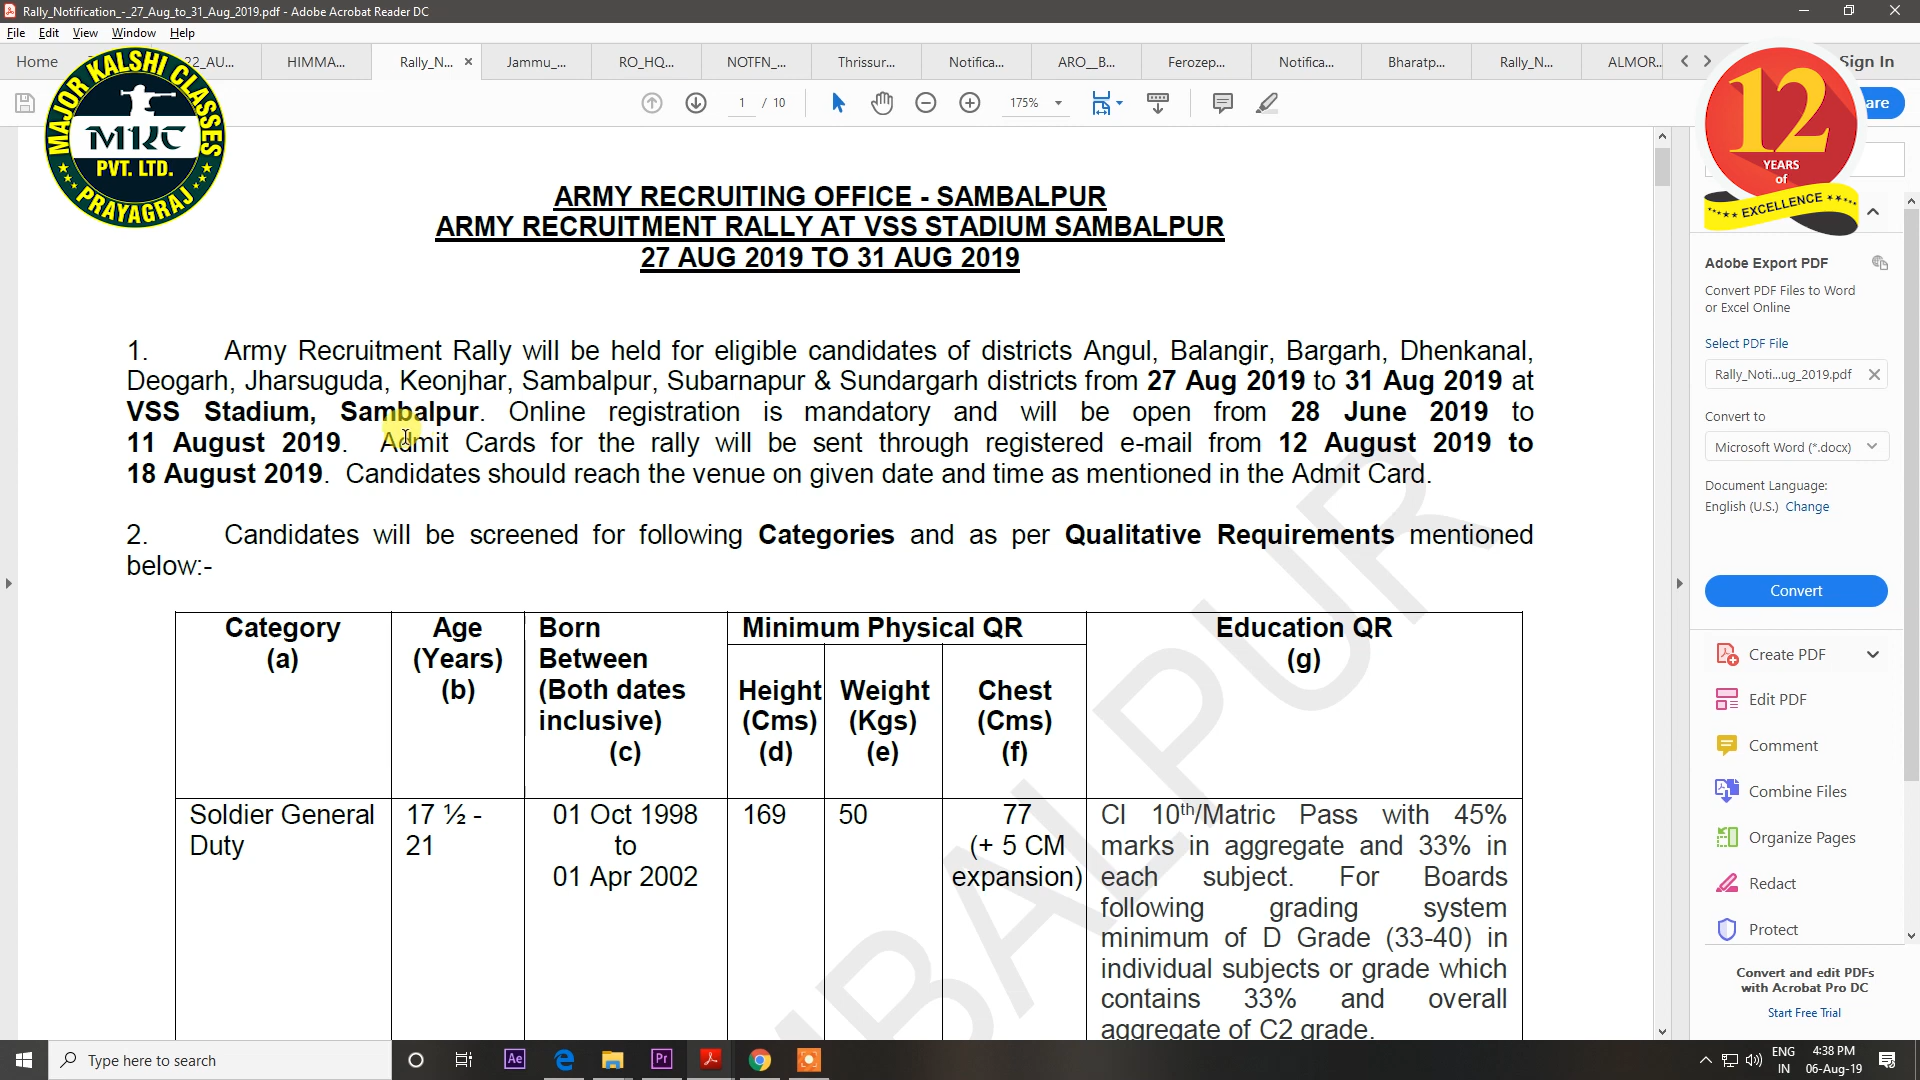 Rally_Notification_-_27_Aug_to_31_Aug_2019.pdf - Adobe Acrobat Reader DC
File Edit View Window Help
Home 22_AU... HIMMA... Rally_N... × Jammu_... RO_HQ... NOTFN_... Thrissur... Notifica... ARO__B... Ferozep... Notifica... Bharatp... Rally_N... ALMOR... Sign In
1 / 10 175% are
MAJOR KALSHI CLASSES
MKC
PVT. LTD.
PRAYAGRAJ
12
YEARS
of
EXCELLENCE
ARMY RECRUITING OFFICE - SAMBALPUR
ARMY RECRUITMENT RALLY AT VSS STADIUM SAMBALPUR
27 AUG 2019 TO 31 AUG 2019
1. Army Recruitment Rally will be held for eligible candidates of districts Angul, Balangir, Bargarh, Dhenkanal,
Deogarh, Jharsuguda, Keonjhar, Sambalpur, Subarnapur & Sundargarh districts from 27 Aug 2019 to 31 Aug 2019 at
VSS Stadium, Sambalpur. Online registration is mandatory and will be open from 28 June 2019 to
11 August 2019. Admit Cards for the rally will be sent through registered e-mail from 12 August 2019 to
18 August 2019. Candidates should reach the venue on given date and time as mentioned in the Admit Card.
2. Candidates will be screened for following Categories and as per Qualitative Requirements mentioned
below:-
Category
(a)
Age
(Years)
(b)
Born
Between
(Both dates
inclusive)
(c)
Minimum Physical QR
Height
(Cms)
(d)
Weight
(Kgs)
(e)
Chest
(Cms)
(f)
Education QR
(g)
Soldier General
Duty
17 ½ -
21
01 Oct 1998
to
01 Apr 2002
169
50
77
(+ 5 CM
expansion)
CI 10th/Matric Pass with 45%
marks in aggregate and 33% in
each subject. For Boards
following grading system
minimum of D Grade (33-40) in
individual subjects or grade which
contains 33% and overall
aggregate of C2 grade.
MBALPUR
Adobe Export PDF
Convert PDF Files to Word
or Excel Online
Select PDF File
Rally_Noti...ug_2019.pdf
Convert to
Microsoft Word (*.docx)
Document Language:
English (U.S.) Change
Convert
Create PDF
Edit PDF
Comment
Combine Files
Organize Pages
Redact
Protect
Convert and edit PDFs
with Acrobat Pro DC
Start Free Trial
Type here to search
Ae
Pr
ENG
IN
4:38 PM
06-Aug-19